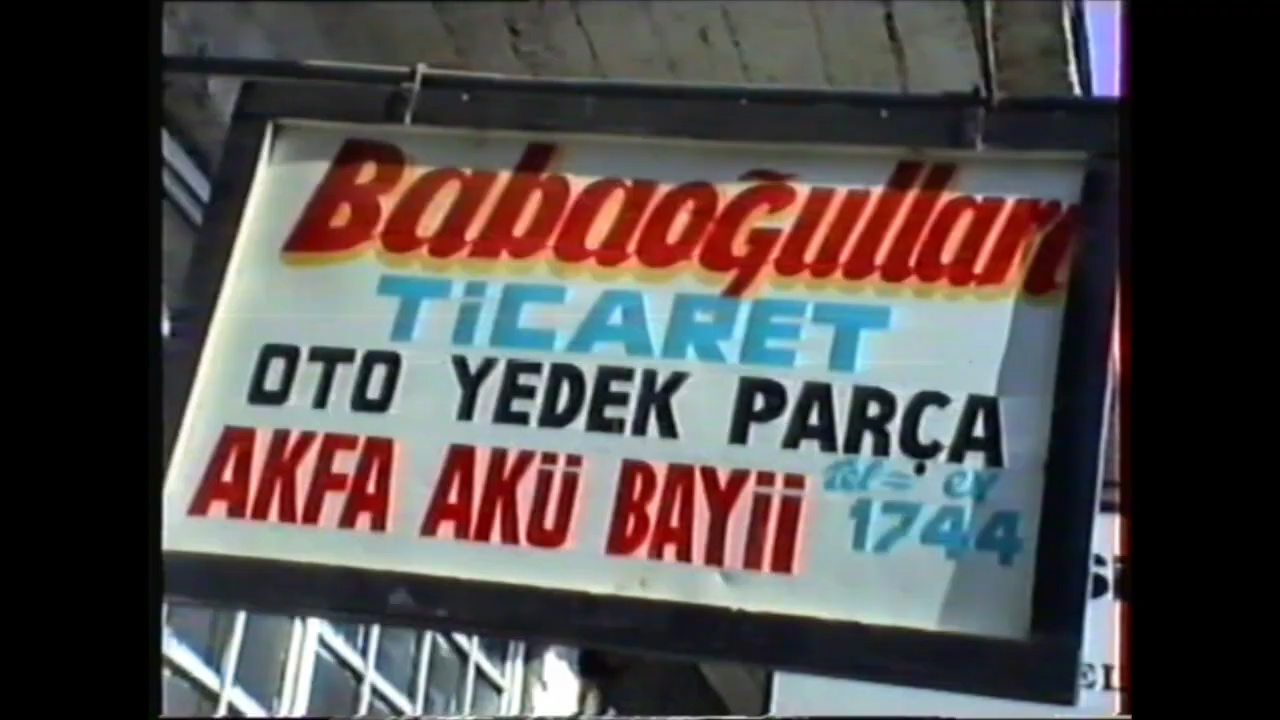 Babaoğulları
TİCARET
OTO YEDEK PARÇA
AKFA AKÜ BAYİİ
Tel= ev
1744